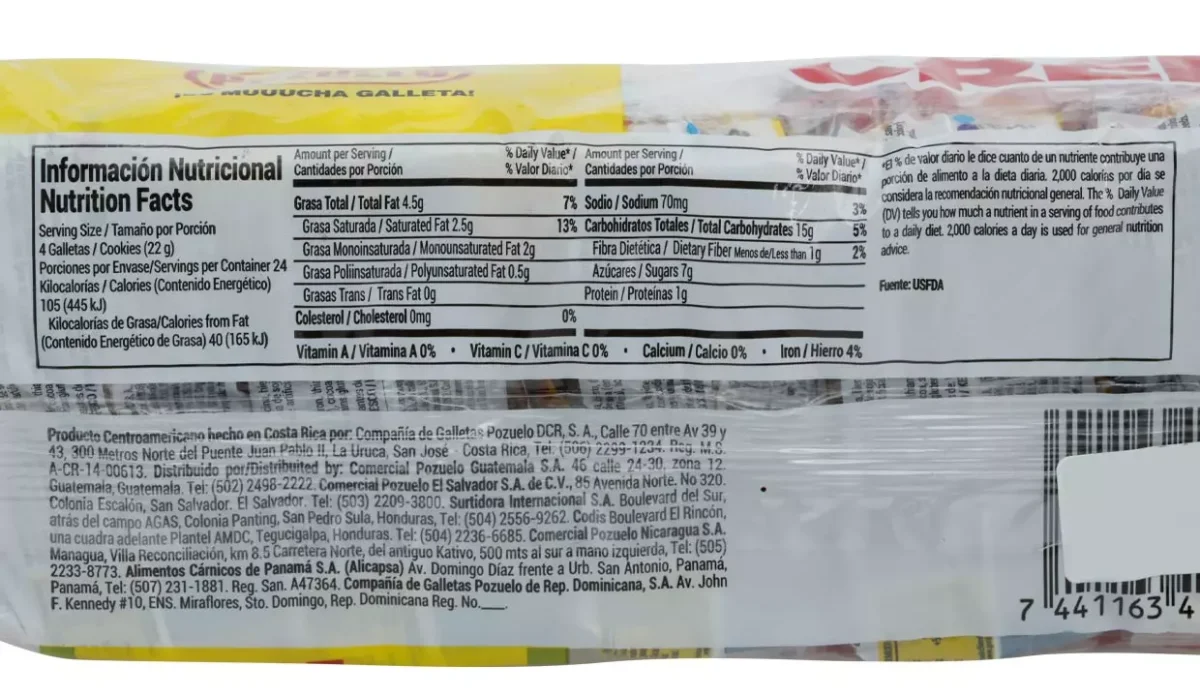 ¡ MUUUCHA GALLETA!
CRE
Información Nutricional
Nutrition Facts
Serving Size / Tamaño por Porción
4 Galletas / Cookies (22 g)
Porciones por Envase/Servings per Container 24
Kilocalorías / Calories (Contenido Energético)
105 (445 kJ)
Kilocalorías de Grasa/Calories from Fat
(Contenido Energético de Grasa) 40 (165 kJ)
Amount per Serving / % Daily Value* /
Cantidades por Porción % Valor Diario*
Grasa Total / Total Fat 4.5g 7%
Grasa Saturada / Saturated Fat 2.5g 13%
Grasa Monoinsaturada / Monounsaturated Fat 2g
Grasa Poliinsaturada / Polyunsaturated Fat 0.5g
Grasas Trans / Trans Fat 0g
Colesterol / Cholesterol 0mg 0%
Amount per Serving / % Daily Value* /
Cantidades por Porción % Valor Diario*
Sodio / Sodium 70mg 3%
Carbohidratos Totales / Total Carbohydrates 15g 5%
Fibra Dietética / Dietary Fiber Menos de/Less than 1g 2%
Azúcares / Sugars 7g
Protein / Proteínas 1g
Vitamin A / Vitamina A 0% • Vitamin C / Vitamina C 0% • Calcium / Calcio 0% • Iron / Hierro 4%
*El % de valor diario le dice cuanto de un nutriente contribuye una
porción de alimento a la dieta diaria. 2,000 calorías por día se
considera la recomendación nutricional general. The % Daily Value
(DV) tells you how much a nutrient in a serving of food contributes
to a daily diet. 2,000 calories a day is used for general nutrition
advice.
Fuente: USFDA
Producto Centroamericano hecho en Costa Rica por: Compañía de Galletas Pozuelo DCR, S. A., Calle 70 entre Av 39 y
43, 300 Metros Norte del Puente Juan Pablo II, La Uruca, San José - Costa Rica, Tel: (506) 2299-1234. Reg. M.S.
A-CR-14-00613. Distribuido por/Distribuited by: Comercial Pozuelo Guatemala S.A. 46 calle 24-30, zona 12.
Guatemala, Guatemala. Tel: (502) 2498-2222. Comercial Pozuelo El Salvador S.A. de C.V., 85 Avenida Norte. No 320.
Colonia Escalón, San Salvador. El Salvador. Tel: (503) 2209-3800. Surtidora Internacional S.A. Boulevard del Sur,
atrás del campo AGAS, Colonia Panting, San Pedro Sula, Honduras, Tel: (504) 2556-9262. Codis Boulevard El Rincón,
una cuadra adelante Plantel AMDC, Tegucigalpa, Honduras. Tel: (504) 2236-6685. Comercial Pozuelo Nicaragua S.A.
Managua, Villa Reconciliación, km 8.5 Carretera Norte, del antiguo Kativo, 500 mts al sur a mano izquierda, Tel: (505)
2233-8773. Alimentos Cárnicos de Panamá S.A. (Alicapsa) Av. Domingo Díaz frente a Urb. San Antonio, Panamá,
Panamá, Tel: (507) 231-1881. Reg. San. A47364. Compañía de Galletas Pozuelo de Rep. Dominicana, S.A. Av. John
F. Kennedy #10, ENS. Miraflores, Sto. Domingo, Rep. Dominicana Reg. No.___.
7 441163 4